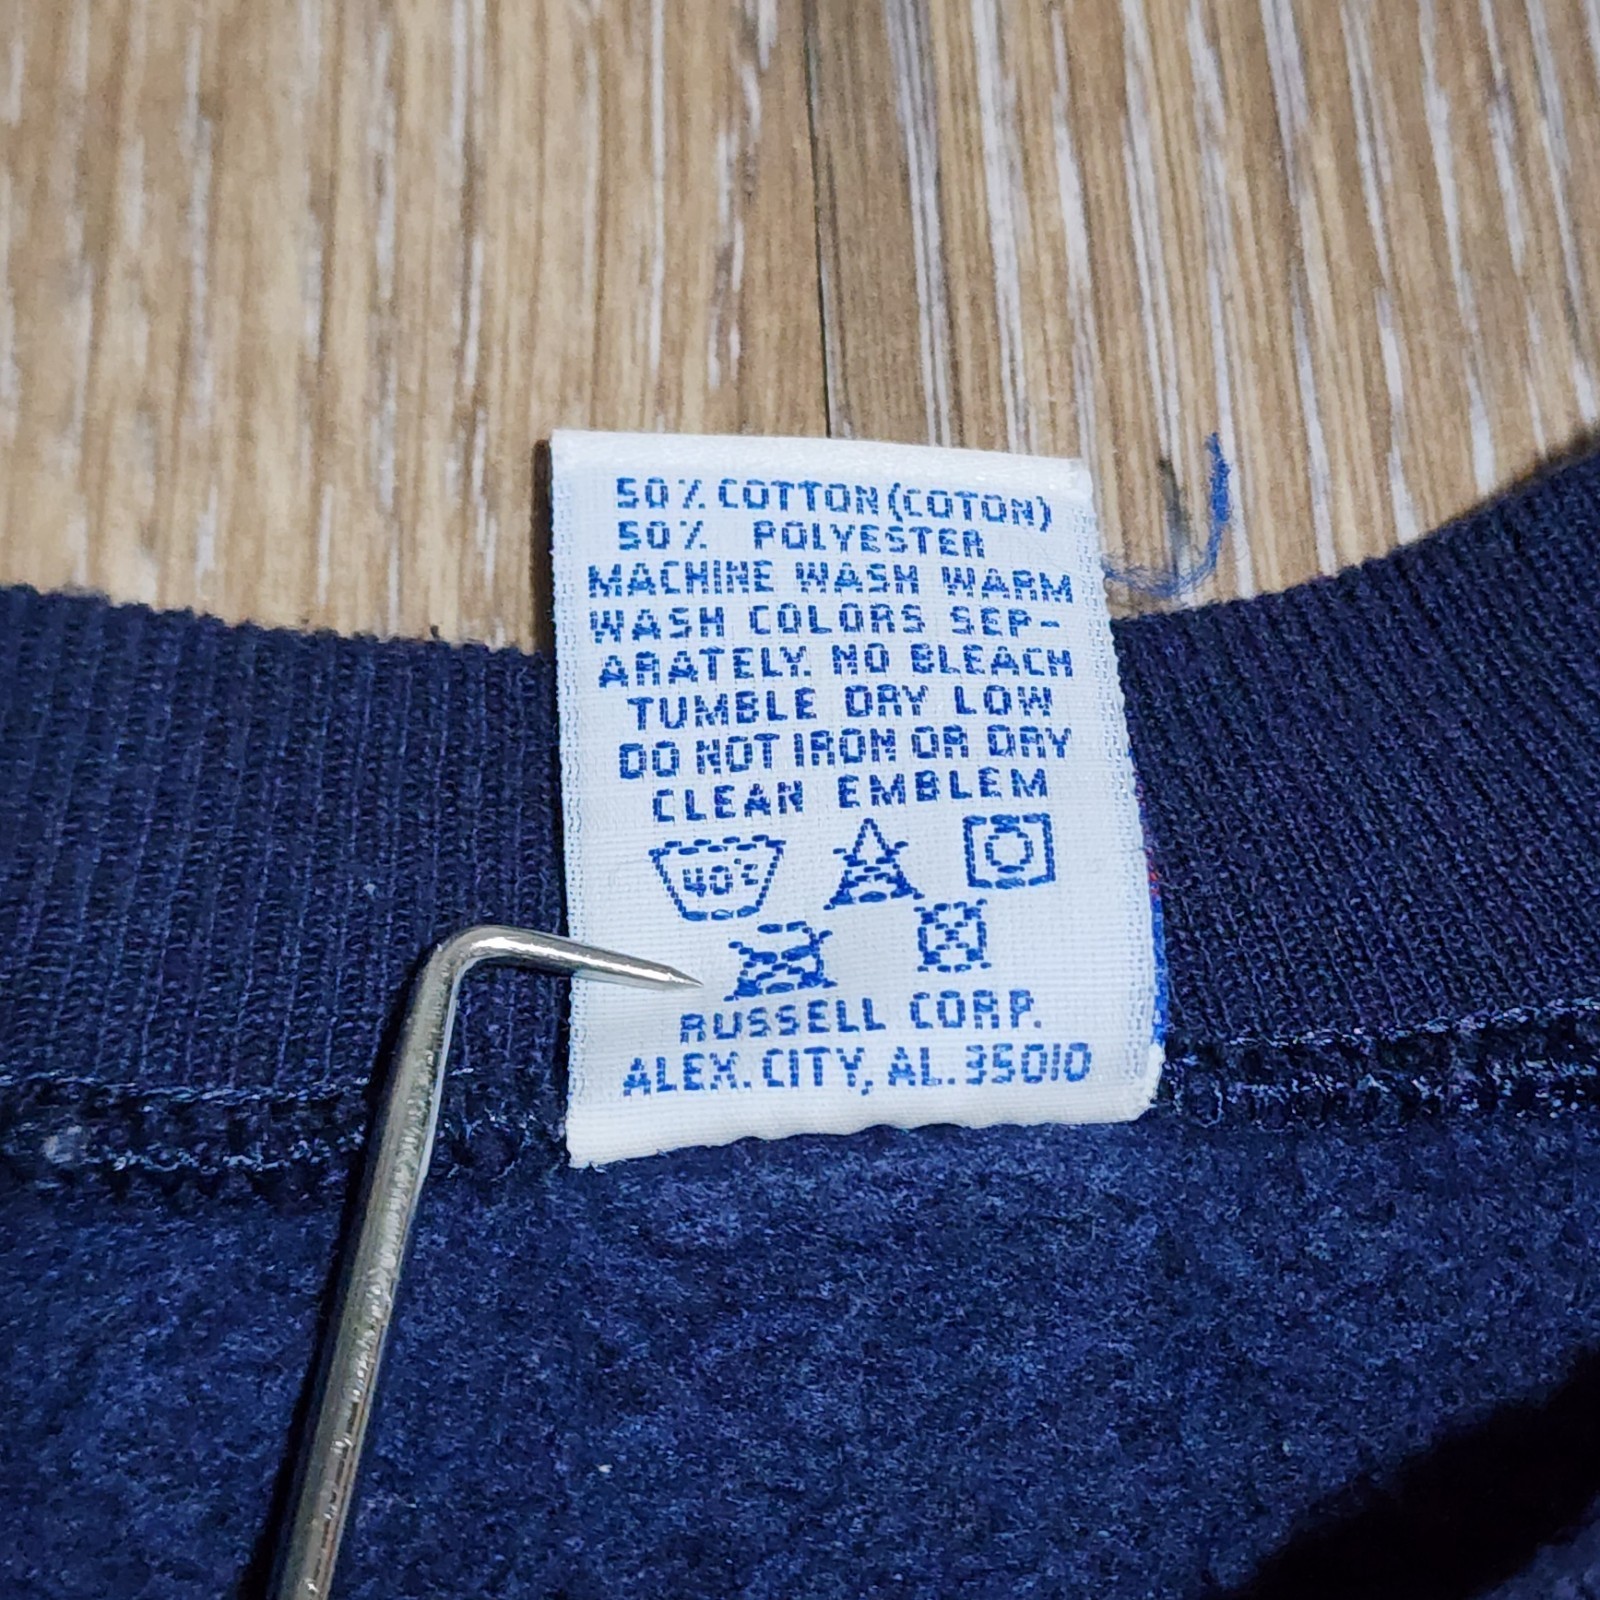 50% COTTON (COTON)
50% POLYESTER
MACHINE WASH WARM
WASH COLORS SEP-
ARATELY. NO BLEACH
TUMBLE DRY LOW
DO NOT IRON OR DRY
CLEAN EMBLEM
40°C
RUSSELL CORP.
ALEX. CITY, AL. 35010